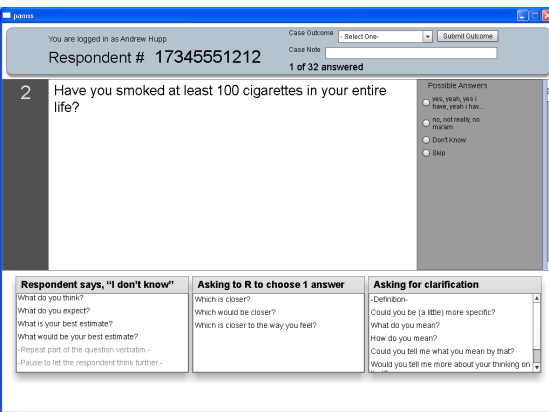 pamss
You are logged in as Andrew Hupp
Respondent # 17345551212
Case Outcome - Select One- Submit Outcome
Case Note
1 of 32 answered
2
Have you smoked at least 100 cigarettes in your entire
life?
Possible Answers
yes, yeah, yes i
have, yeah i hav...
no, not really, no
ma'am
Don't Know
Skip
Respondent says, "I don't know"
What do you think?
What do you expect?
What is your best estimate?
What would be your best estimate?
-Repeat part of the question verbatim.-
-Pause to let the respondent think further.-
Asking to R to choose 1 answer
Which is closer?
Which would be closer?
Which is closer to the way you feel?
Asking for clarification
-Definition-
Could you be (a little) more specific?
What do you mean?
How do you mean?
Could you tell me what you mean by that?
Would you tell me more about your thinking on